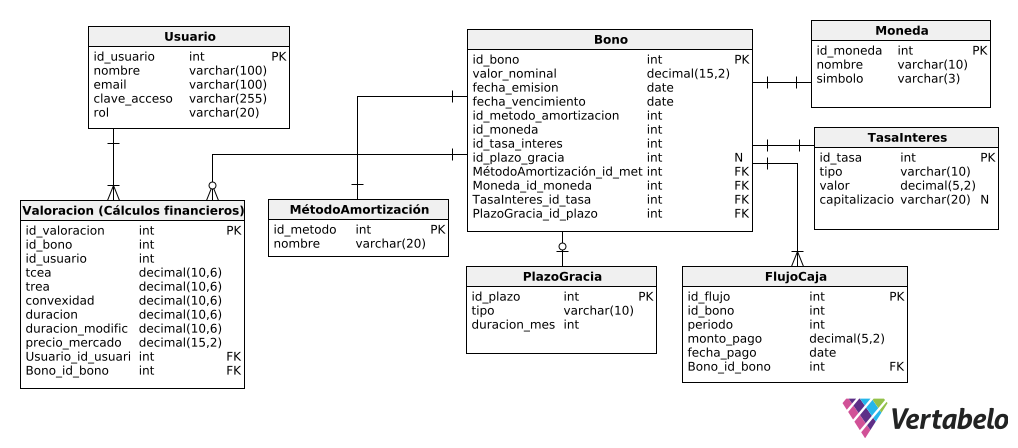 Usuario
id_usuario int PK
nombre varchar(100)
email varchar(100)
clave_acceso varchar(255)
rol varchar(20)
Bono
id_bono int PK
valor_nominal decimal(15,2)
fecha_emision date
fecha_vencimiento date
id_metodo_amortizacion int
id_moneda int
id_tasa_interes int
id_plazo_gracia int N
MétodoAmortización_id_met int FK
Moneda_id_moneda int FK
TasaInteres_id_tasa int FK
PlazoGracia_id_plazo int FK
Moneda
id_moneda int PK
nombre varchar(10)
simbolo varchar(3)
TasaInteres
id_tasa int PK
tipo varchar(10)
valor decimal(5,2)
capitalizacio varchar(20) N
Valoracion (Cálculos financieros)
id_valoracion int PK
id_bono int
id_usuario int
tcea decimal(10,6)
trea decimal(10,6)
convexidad decimal(10,6)
duracion decimal(10,6)
duracion_modific decimal(10,6)
precio_mercado decimal(15,2)
Usuario_id_usuari int FK
Bono_id_bono int FK
MétodoAmortización
id_metodo int PK
nombre varchar(20)
PlazoGracia
id_plazo int PK
tipo varchar(10)
duracion_mes int
FlujoCaja
id_flujo int PK
id_bono int
periodo int
monto_pago decimal(5,2)
fecha_pago date
Bono_id_bono int FK
Vertabelo